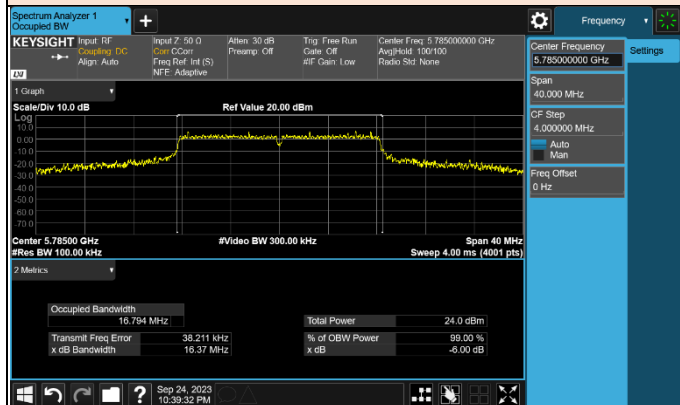 Spectrum Analyzer 1
Occupied BW
+
Frequency
KEYSIGHT
Input: RF
Coupling: DC
Align: Auto
Input Z: 50 Ω
Corr CCorr
Freq Ref: Int (S)
NFE: Adaptive
Atten: 30 dB
Preamp: Off
Trig: Free Run
Gate: Off
#IF Gain: Low
Center Freq: 5.785000000 GHz
Avg|Hold: 100/100
Radio Std: None
LXI
Center Frequency
5.785000000 GHz
Settings
Span
40.000 MHz
CF Step
4.000000 MHz
Auto
Man
Freq Offset
0 Hz
1 Graph
Scale/Div 10.0 dB
Ref Value 20.00 dBm
Log
10.0
0.00
-10.0
-20.0
-30.0
-40.0
-50.0
-60.0
-70.0
Center 5.78500 GHz
#Video BW 300.00 kHz
Span 40 MHz
#Res BW 100.00 kHz
Sweep 4.00 ms (4001 pts)
2 Metrics
Occupied Bandwidth
16.794 MHz
Total Power 24.0 dBm
Transmit Freq Error 38.211 kHz
% of OBW Power 99.00 %
x dB Bandwidth 16.37 MHz
x dB -6.00 dB
?
Sep 24, 2023
10:39:32 PM